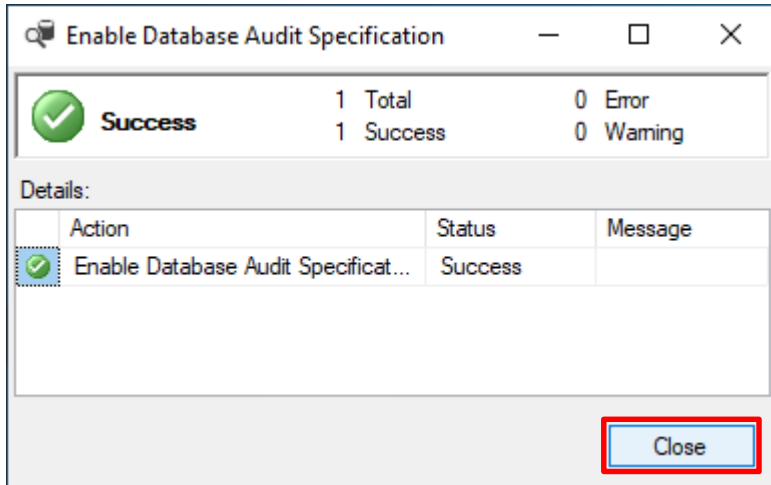 Enable Database Audit Specification
Success
1 Total 0 Error
1 Success 0 Warning
Details:
Action Status Message
Enable Database Audit Specificat... Success
Close